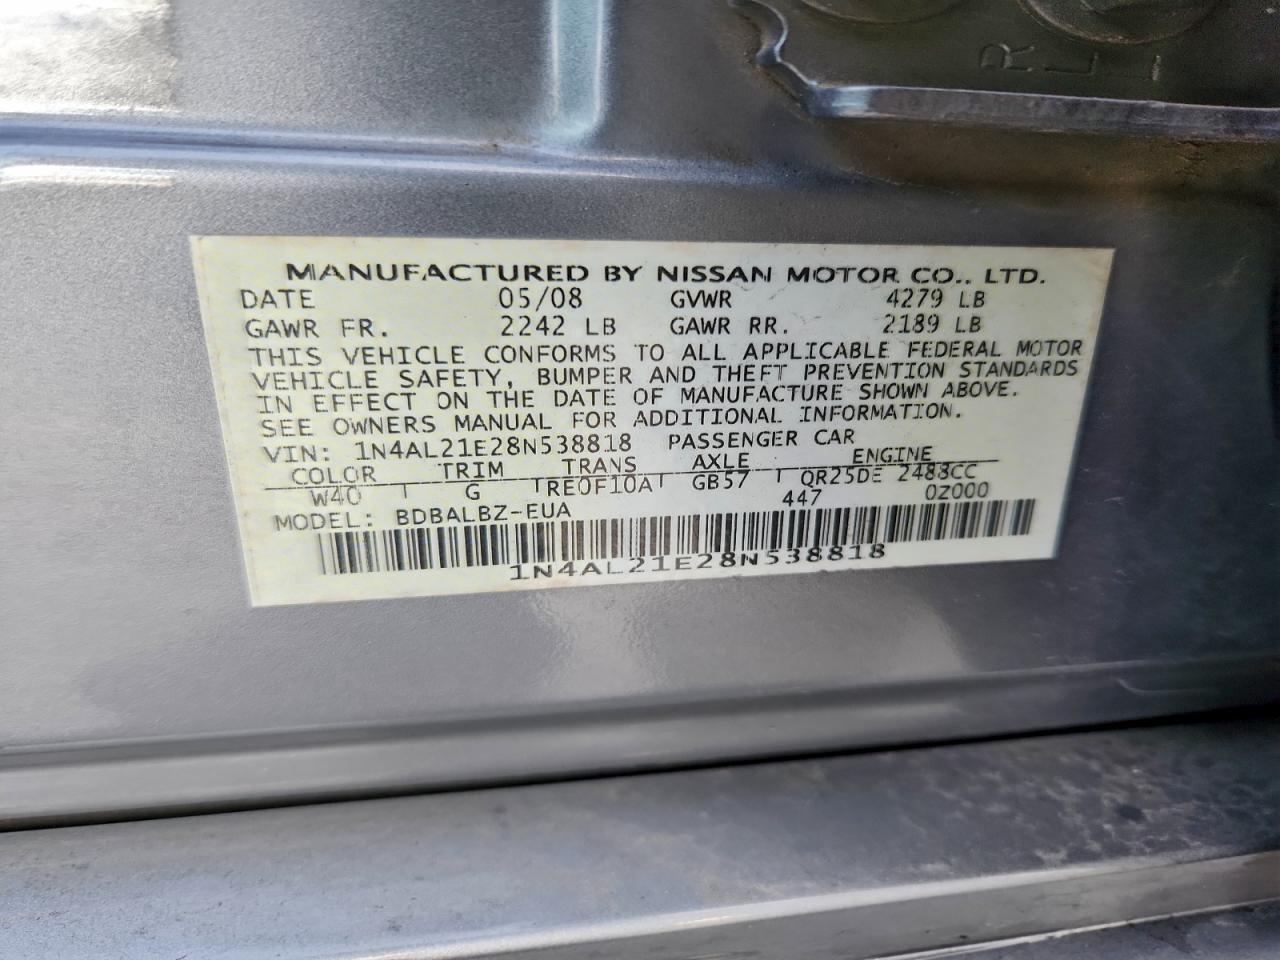 R L I
MANUFACTURED BY NISSAN MOTOR CO., LTD.
DATE 05/08 GVWR 4279 LB
GAWR FR. 2242 LB GAWR RR. 2189 LB
THIS VEHICLE CONFORMS TO ALL APPLICABLE FEDERAL MOTOR
VEHICLE SAFETY, BUMPER AND THEFT PREVENTION STANDARDS
IN EFFECT ON THE DATE OF MANUFACTURE SHOWN ABOVE.
SEE OWNERS MANUAL FOR ADDITIONAL INFORMATION.
VIN: 1N4AL21E28N538818 PASSENGER CAR
COLOR TRIM TRANS AXLE ENGINE
W40 G RE0F10A GB57 QR25DE 2488CC
447 0Z000
MODEL: BDBALBZ-EUA
1N4AL21E28N538818